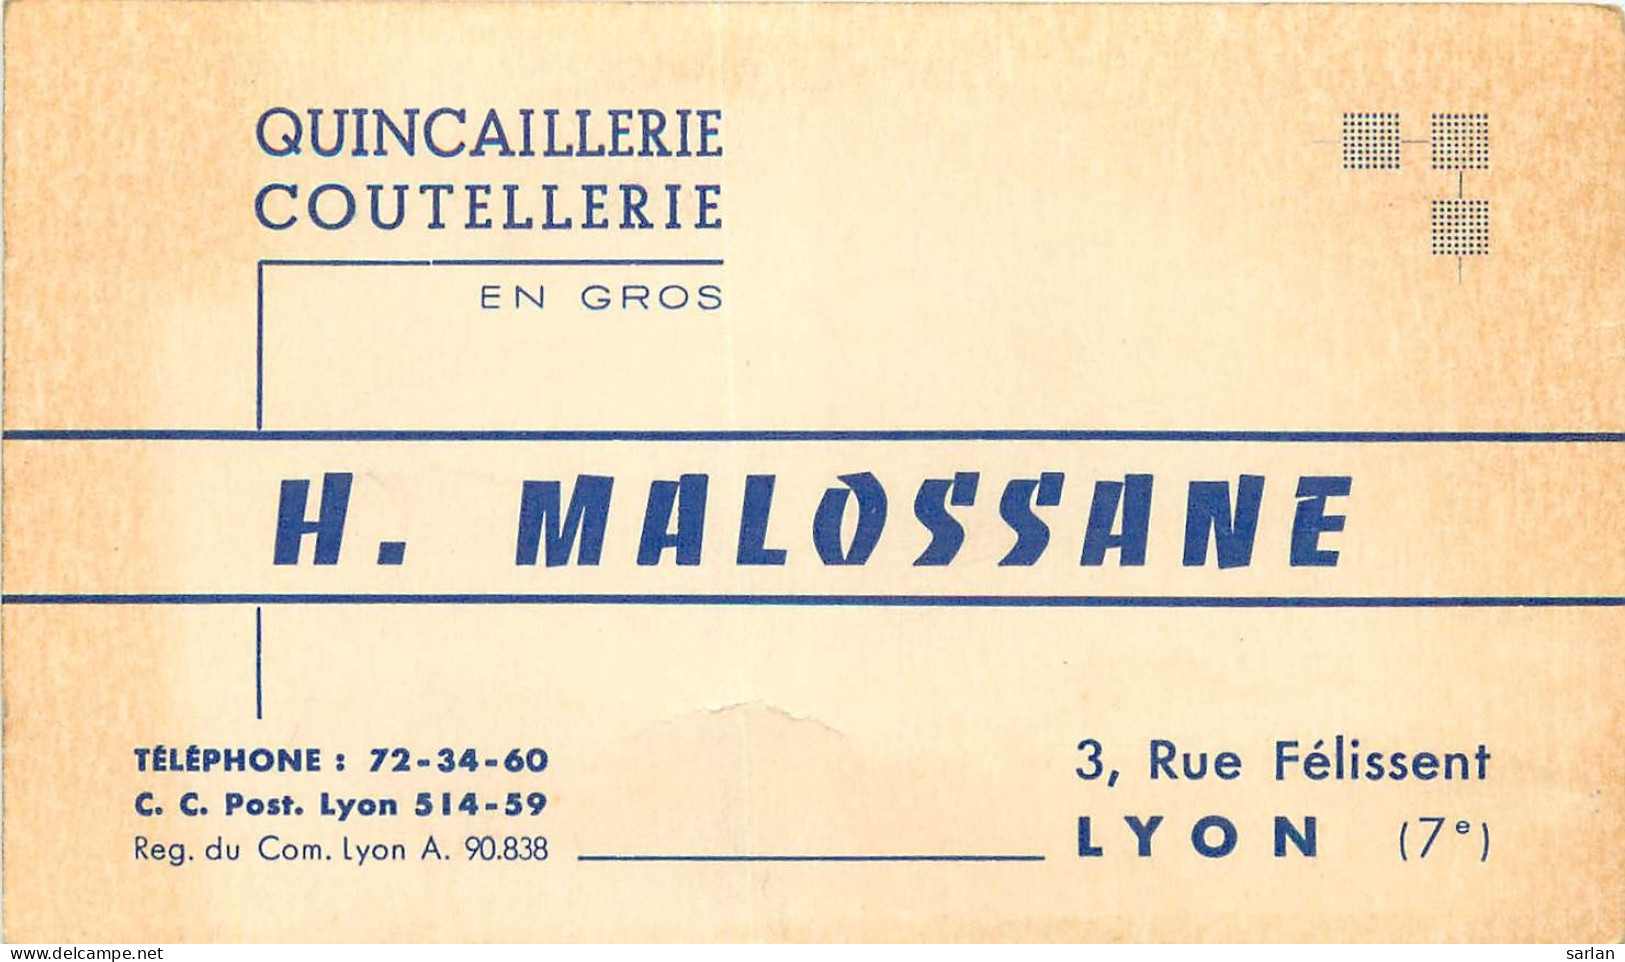 QUINCAILLERIE
COUTELLERIE
EN GROS
H. MALOSSANE
TÉLÉPHONE : 72-34-60
C. C. Post. Lyon 514-59
Reg. du Com. Lyon A. 90.838
3, Rue Félissent
LYON (7e)
www.delcampe.net
sarlan